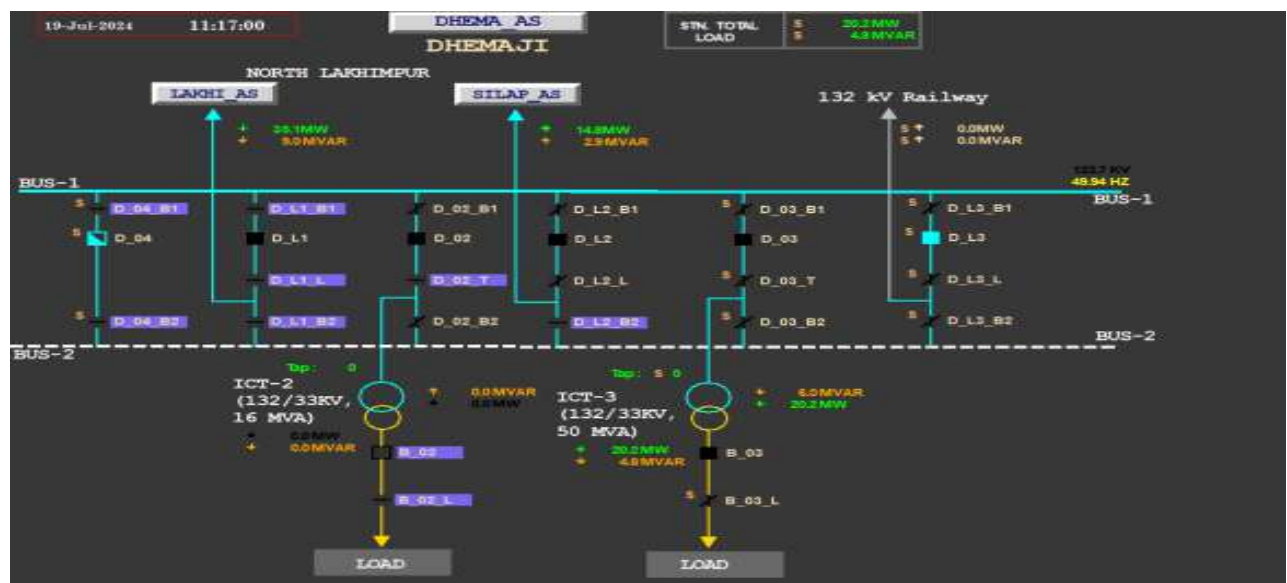 19-Jul-2024 11:17:00
DHEMA_AS
DHEMAJI
STN. TOTAL LOAD
S 20.2MW
S 4.9MVAR
NORTH LAKHIMPUR
LAKHI_AS
SILAP_AS
132 kV Railway
9.0MVAR
14.8MW
2.9MVAR
S 0.0MW
S 0.0MVAR
BUS-1
KV
49.94 HZ
BUS-1
S D_04_B1
D_L1_B1
D_02_B1
D_L2_B1
S D_03_B1
S D_L3_B1
S D_04
D_L1
D_02
D_L2
D_03
S D_L3
D_L1_L
D_02_T
D_L2_L
S D_03_T
S D_L3_L
S D_04_B2
D_L1_B2
D_02_B2
D_L2_B2
S D_03_B2
S D_L3_B2
BUS-2
BUS-2
Tap: 0
Tap: S 0
ICT-2
(132/33KV,
16 MVA)
0.0MVAR
0.0MW
ICT-3
(132/33KV,
50 MVA)
6.0MVAR
20.2MW
0.0MW
0.0MVAR
20.2MW
4.8MVAR
B_02
B_03
B_02_L
S B_03_L
LOAD
LOAD